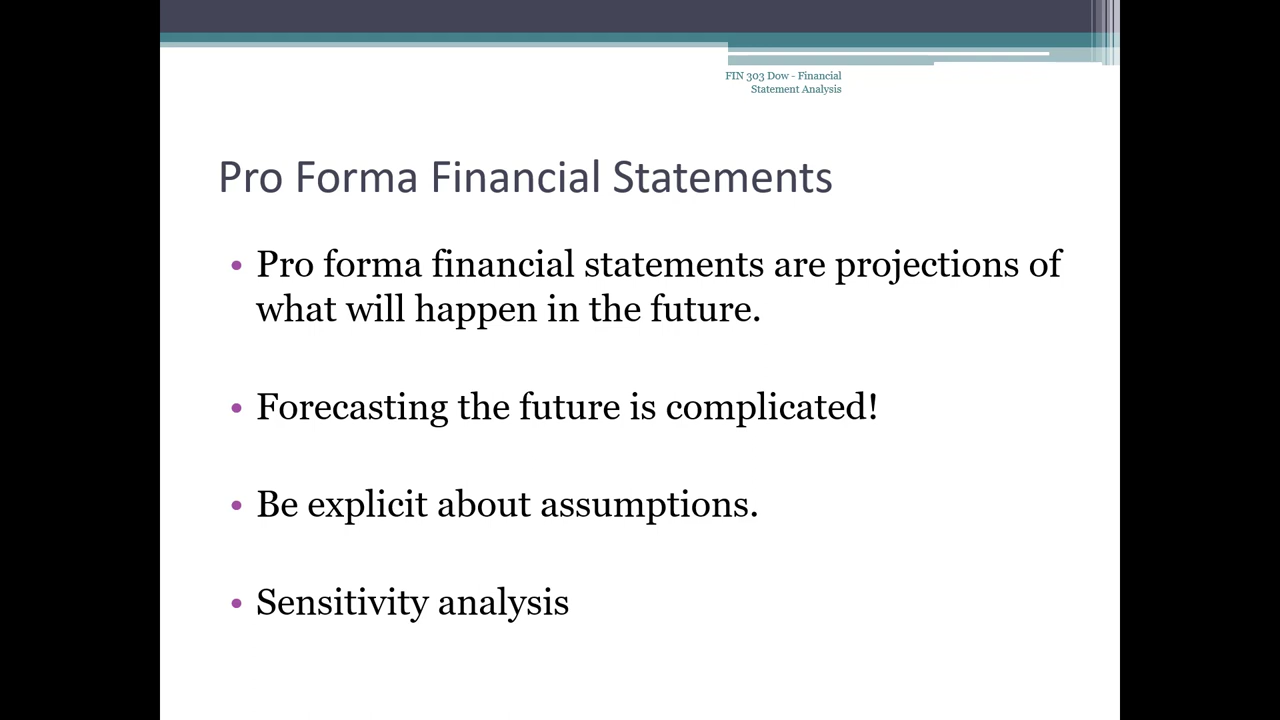 FIN 303 Dow - Financial
Statement Analysis
Pro Forma Financial Statements
• Pro forma financial statements are projections of
what will happen in the future.
• Forecasting the future is complicated!
• Be explicit about assumptions.
• Sensitivity analysis